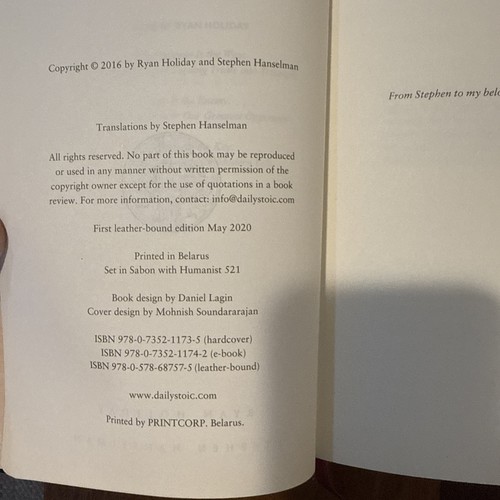 Copyright © 2016 by Ryan Holiday and Stephen Hanselman
Translations by Stephen Hanselman
All rights reserved. No part of this book may be reproduced
or used in any manner without written permission of the
copyright owner except for the use of quotations in a book
review. For more information, contact: info@dailystoic.com
First leather-bound edition May 2020
Printed in Belarus
Set in Sabon with Humanist 521
Book design by Daniel Lagin
Cover design by Mohnish Soundararajan
ISBN 978-0-7352-1173-5 (hardcover)
ISBN 978-0-7352-1174-2 (e-book)
ISBN 978-0-578-68757-5 (leather-bound)
www.dailystoic.com
Printed by PRINTCORP. Belarus.
From Stephen to my belo